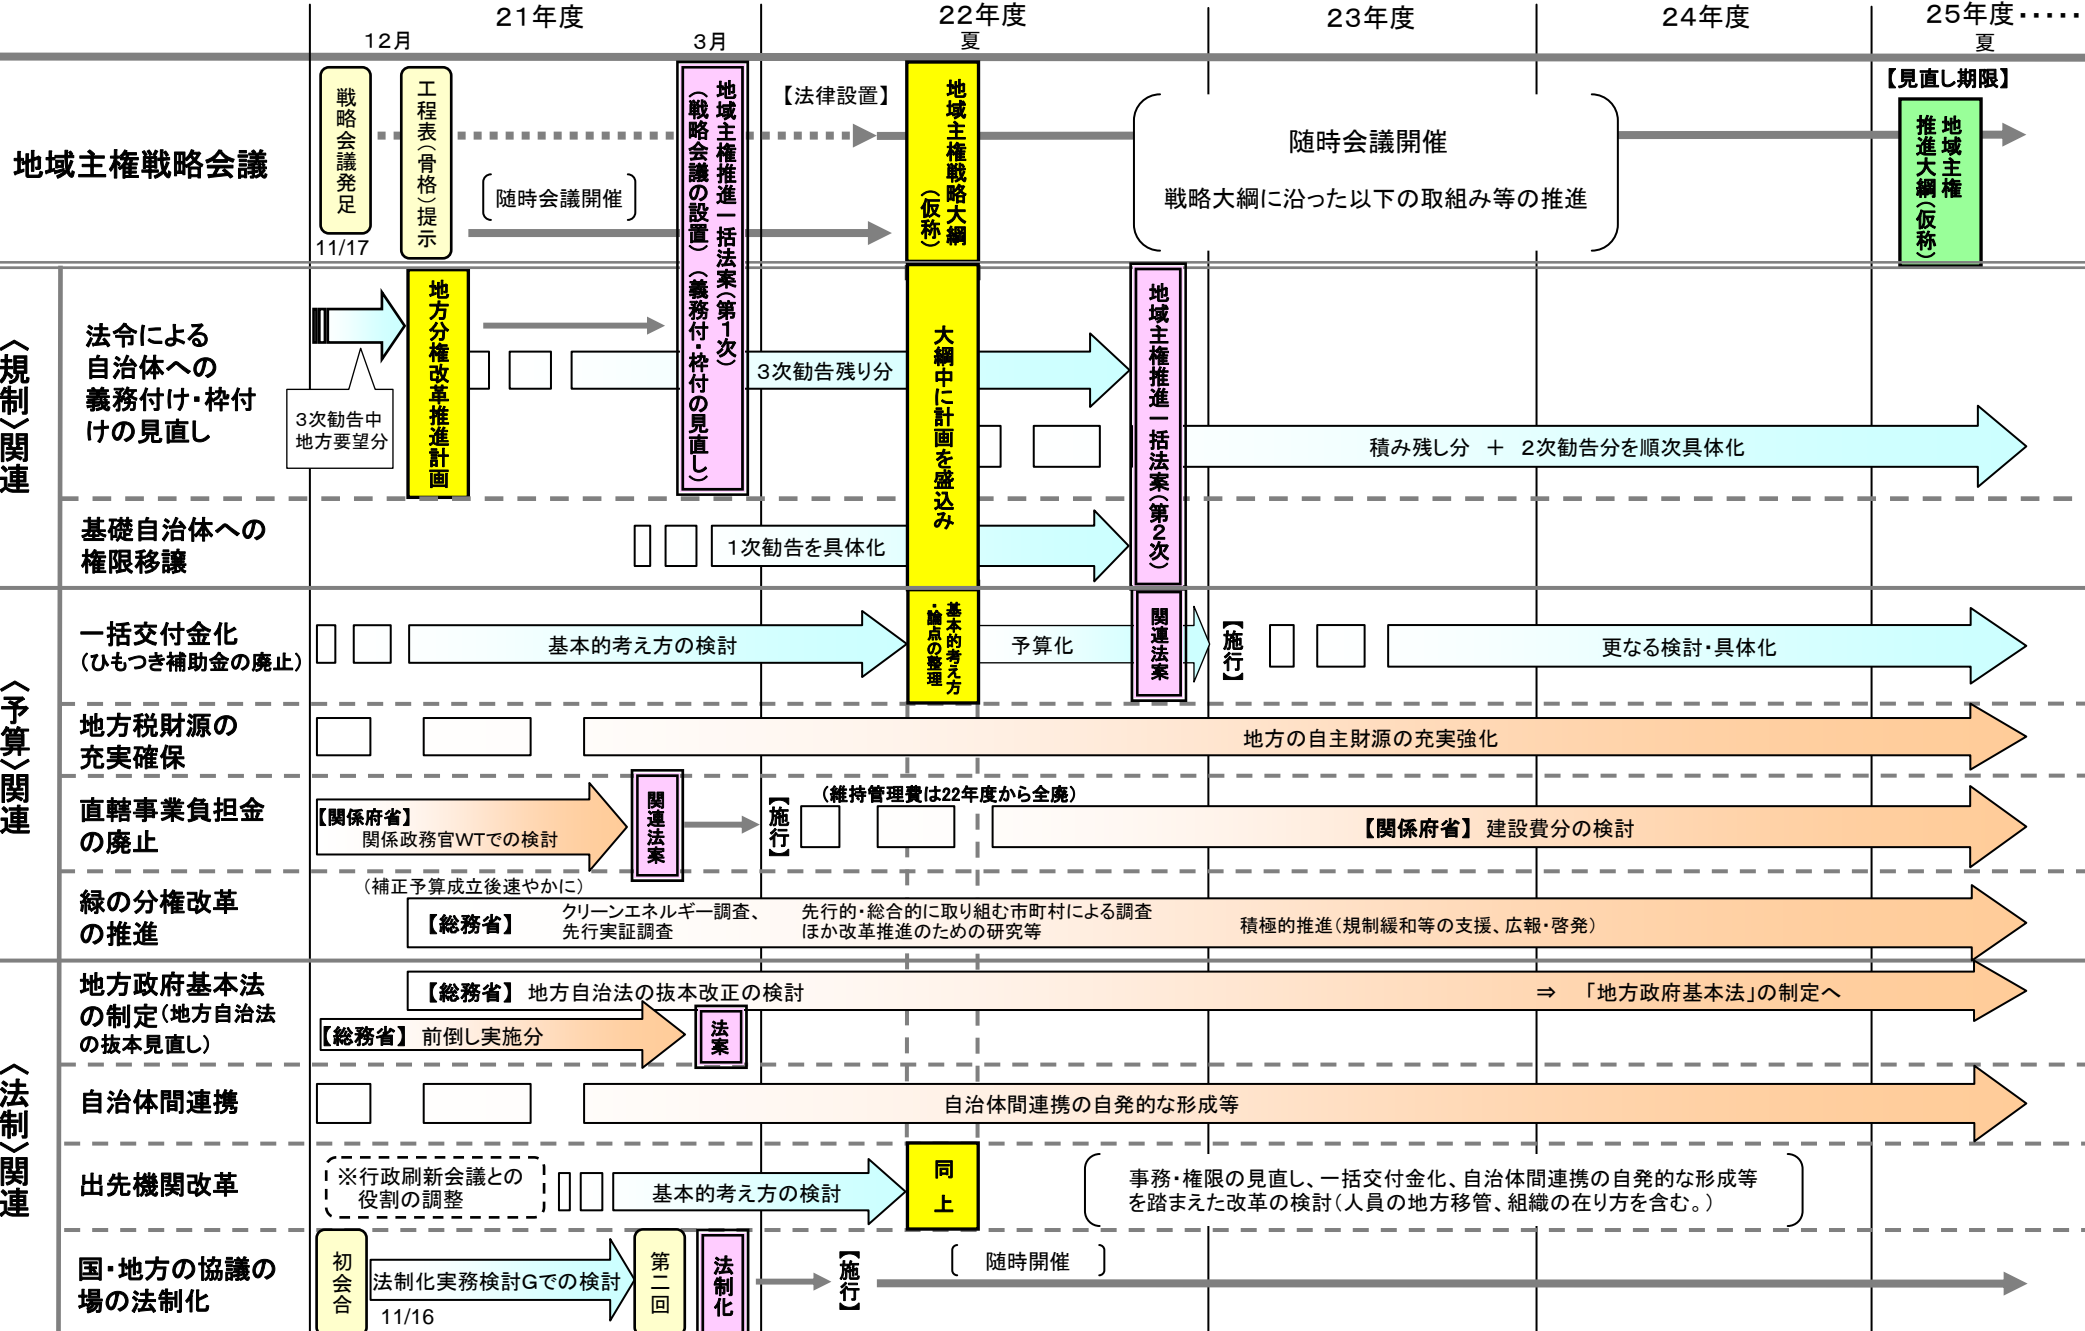 21年度
22年度
23年度
24年度
25年度・・・・・
12月
3月
夏
夏
地域主権戦略会議
戦略会議発足
11/17
工程表（骨格）提示
［随時会議開催］
地域主権推進一括法案（第1次）
（戦略会議の設置）（義務付・枠付の見直し）
【法律設置】
地域主権戦略大綱
（仮称）
随時会議開催
戦略大綱に沿った以下の取組み等の推進
【見直し期限】
地域主権
推進大綱（仮称）
〈規制〉関連
法令による
自治体への
義務付け・枠付
けの見直し
3次勧告中
地方要望分
地方分権改革推進計画
3次勧告残り分
大綱中に計画を盛込み
地域主権推進一括法案（第2次）
積み残し分　＋　2次勧告分を順次具体化
基礎自治体への
権限移譲
1次勧告を具体化
〈予算〉関連
一括交付金化
（ひもつき補助金の廃止）
基本的考え方の検討
基本的考え方
・論点の整理
予算化
関連法案
【施行】
更なる検討・具体化
地方税財源の
充実確保
地方の自主財源の充実強化
直轄事業負担金
の廃止
【関係府省】
関係政務官WTでの検討
関連法案
【施行】
（維持管理費は22年度から全廃）
【関係府省】建設費分の検討
緑の分権改革
の推進
（補正予算成立後速やかに）
【総務省】
クリーンエネルギー調査、
先行実証調査
先行的・総合的に取り組む市町村による調査
ほか改革推進のための研究等
積極的推進（規制緩和等の支援、広報・啓発）
〈法制〉関連
地方政府基本法
の制定（地方自治法
の抜本見直し）
【総務省】地方自治法の抜本改正の検討
⇒　「地方政府基本法」の制定へ
【総務省】前倒し実施分
法案
自治体間連携
自治体間連携の自発的な形成等
出先機関改革
※行政刷新会議との
役割の調整
基本的考え方の検討
同上
事務・権限の見直し、一括交付金化、自治体間連携の自発的な形成等
を踏まえた改革の検討（人員の地方移管、組織の在り方を含む。）
国・地方の協議の
場の法制化
初会合
法制化実務検討Gでの検討
11/16
第二回
法制化
【施行】
［随時開催］